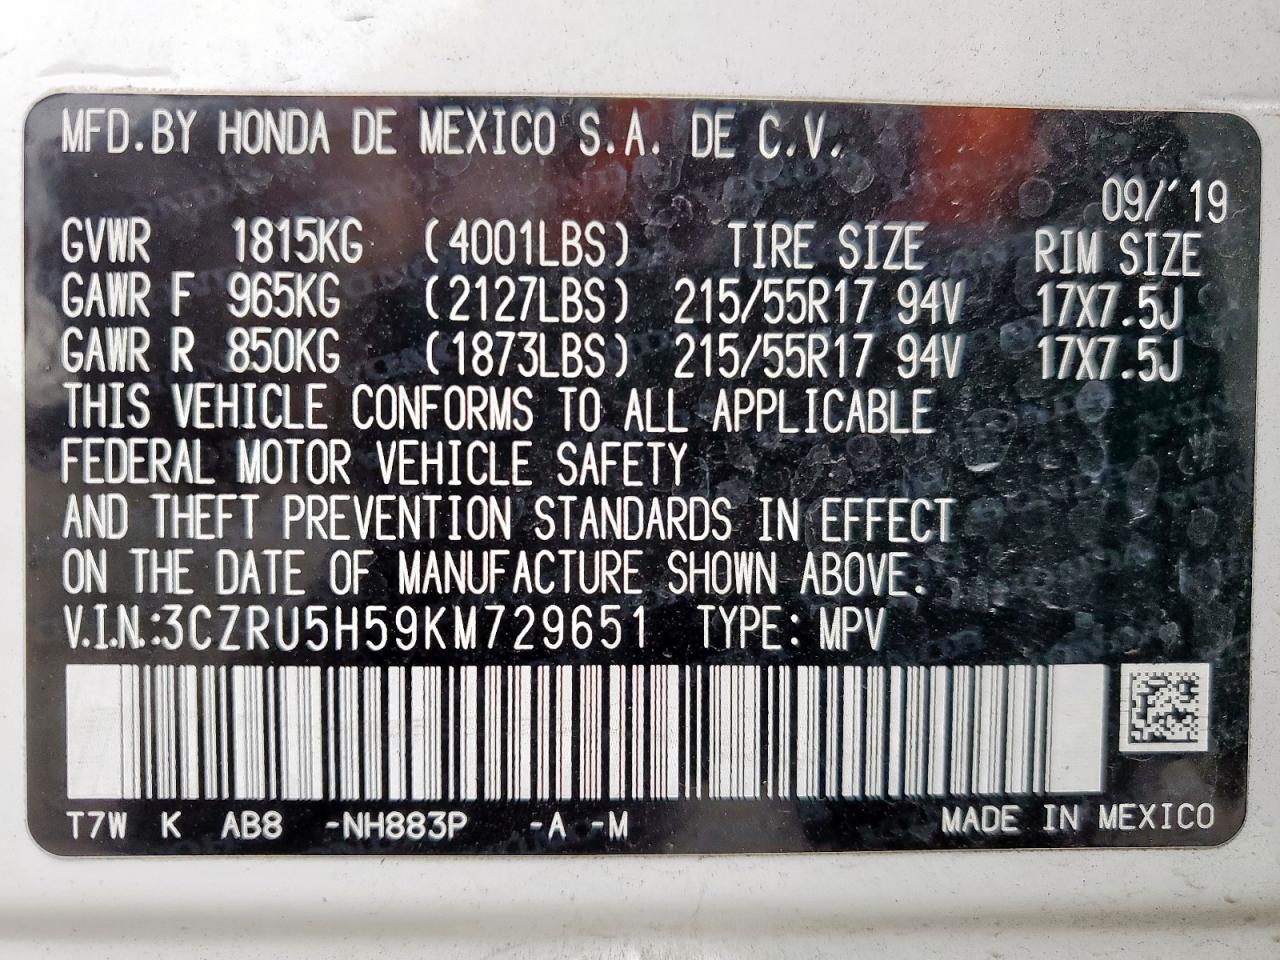 MFD.BY HONDA DE MEXICO S.A. DE C.V.
09/'19
GVWR 1815KG (4001LBS) TIRE SIZE RIM SIZE
GAWR F 965KG (2127LBS) 215/55R17 94V 17X7.5J
GAWR R 850KG (1873LBS) 215/55R17 94V 17X7.5J
THIS VEHICLE CONFORMS TO ALL APPLICABLE
FEDERAL MOTOR VEHICLE SAFETY
AND THEFT PREVENTION STANDARDS IN EFFECT
ON THE DATE OF MANUFACTURE SHOWN ABOVE.
V.I.N.:3CZRU5H59KM729651 TYPE: MPV
T7W K AB8 -NH883P -A -M MADE IN MEXICO